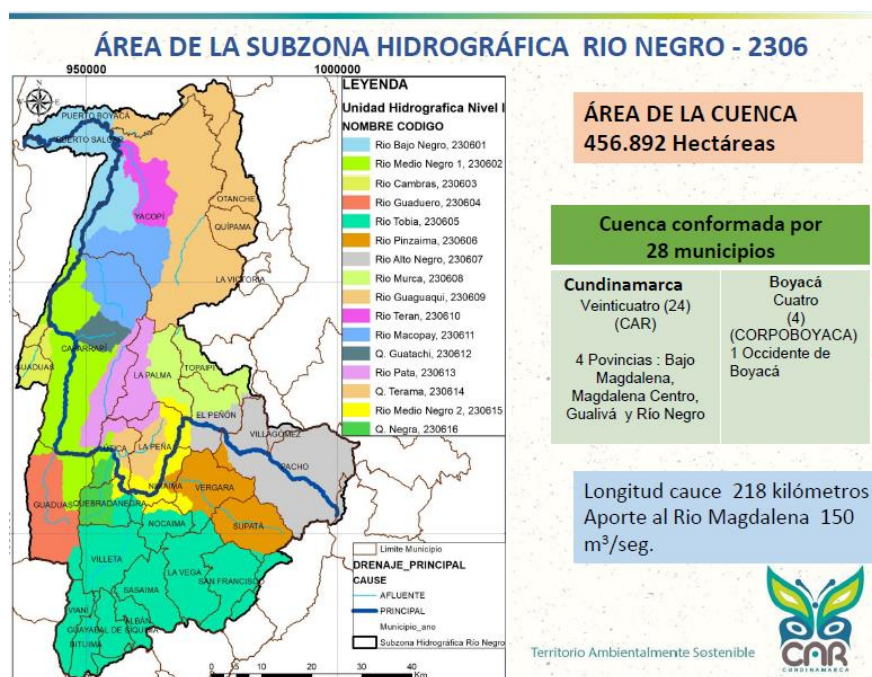 ÁREA DE LA SUBZONA HIDROGRÁFICA RIO NEGRO - 2306
950000
1000000
PUERTO BOYACA
PUERTO SALGAR
YACOPÍ
OTANCHE
QUÍPAMA
LA VICTORIA
CAPARRAPÍ
GUADUAS
LA PALMA
TOPAIPI
EL PEÑÓN
VILLAGÓMEZ
PACHO
ÚTICA
LA PEÑA
NIMAIMA
VERGARA
GUADUAS
QUEBRADANEGRA
NOCAIMA
SUPATÁ
VILLETA
LA VEGA
SAN FRANCISCO
SASAIMA
VIANÍ
ALBÁN
GUAYABAL DE SIQUIMA
BITUIMA
LEYENDA
Unidad Hidrografica Nivel I
NOMBRE CODIGO
Rio Bajo Negro, 230601
Rio Medio Negro 1, 230602
Rio Cambras, 230603
Rio Guaduero, 230604
Rio Tobia, 230605
Rio Pinzaima, 230606
Rio Alto Negro, 230607
Rio Murca, 230608
Rio Guaguaqui, 230609
Rio Teran, 230610
Rio Macopay, 230611
Q. Guatachi, 230612
Rio Pata, 230613
Q. Terama, 230614
Rio Medio Negro 2, 230615
Q. Negra, 230616
Limite Municipio
DRENAJE_PRINCIPAL
CAUSE
AFLUENTE
PRINCIPAL
Municipio_ano
Subzona Hidrográfica Río Negro
0 5 10 20 30 40
Km
ÁREA DE LA CUENCA
456.892 Hectáreas
Cuenca conformada por
28 municipios
Cundinamarca
Veinticuatro (24)
(CAR)
4 Povincias : Bajo
Magdalena,
Magdalena Centro,
Gualivá y Río Negro
Boyacá
Cuatro
(4)
(CORPOBOYACA)
1 Occidente de
Boyacá
Longitud cauce 218 kilómetros
Aporte al Rio Magdalena 150
m³/seg.
Territorio Ambientalmente Sostenible
CAR
CUNDINAMARCA